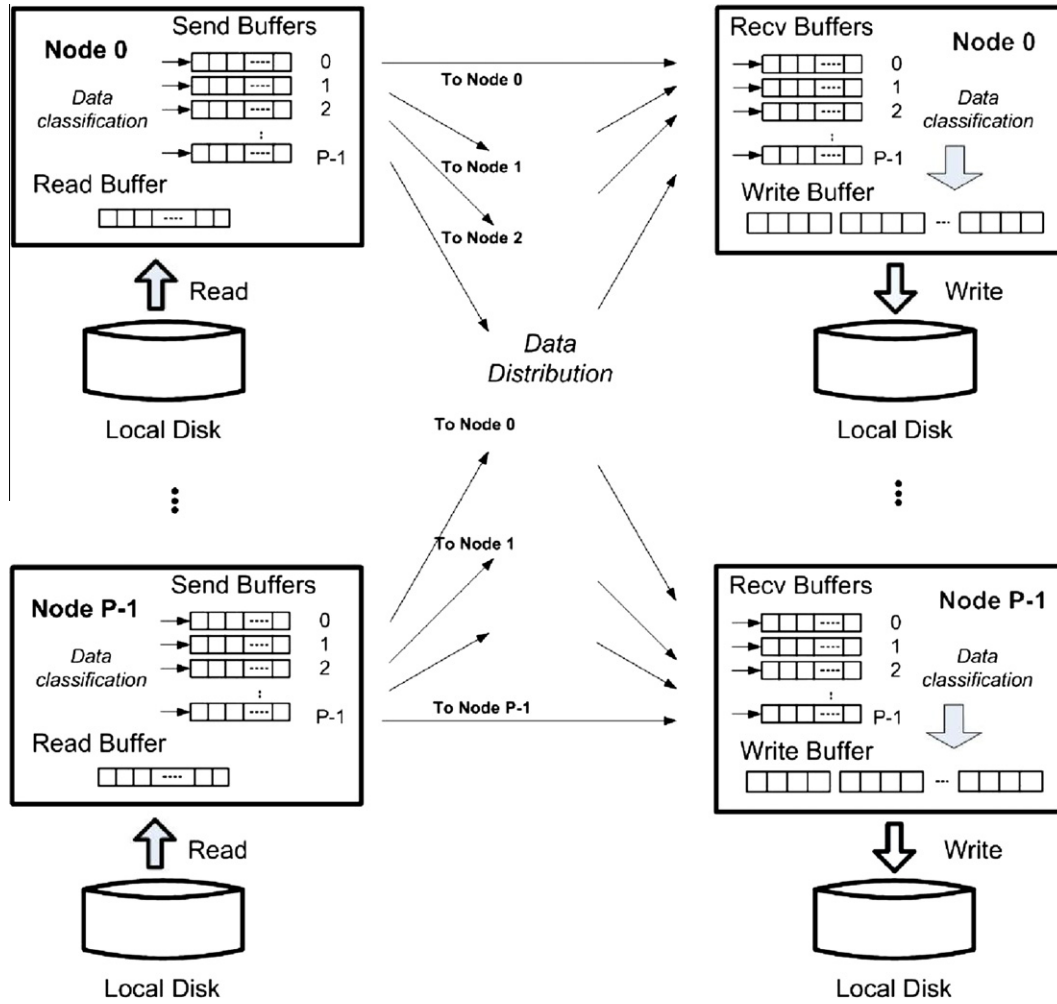 Send Buffers
Node 0
0
1
2
P-1
Data
classification
Read Buffer
Read
Local Disk
To Node 0
To Node 1
To Node 2
Data
Distribution
Recv Buffers
Node 0
0
1
2
P-1
Data
classification
Write Buffer
Write
Local Disk
Send Buffers
Node P-1
0
1
2
P-1
Data
classification
Read Buffer
Read
Local Disk
To Node 0
To Node 1
To Node P-1
Recv Buffers
Node P-1
0
1
2
P-1
Data
classification
Write Buffer
Write
Local Disk